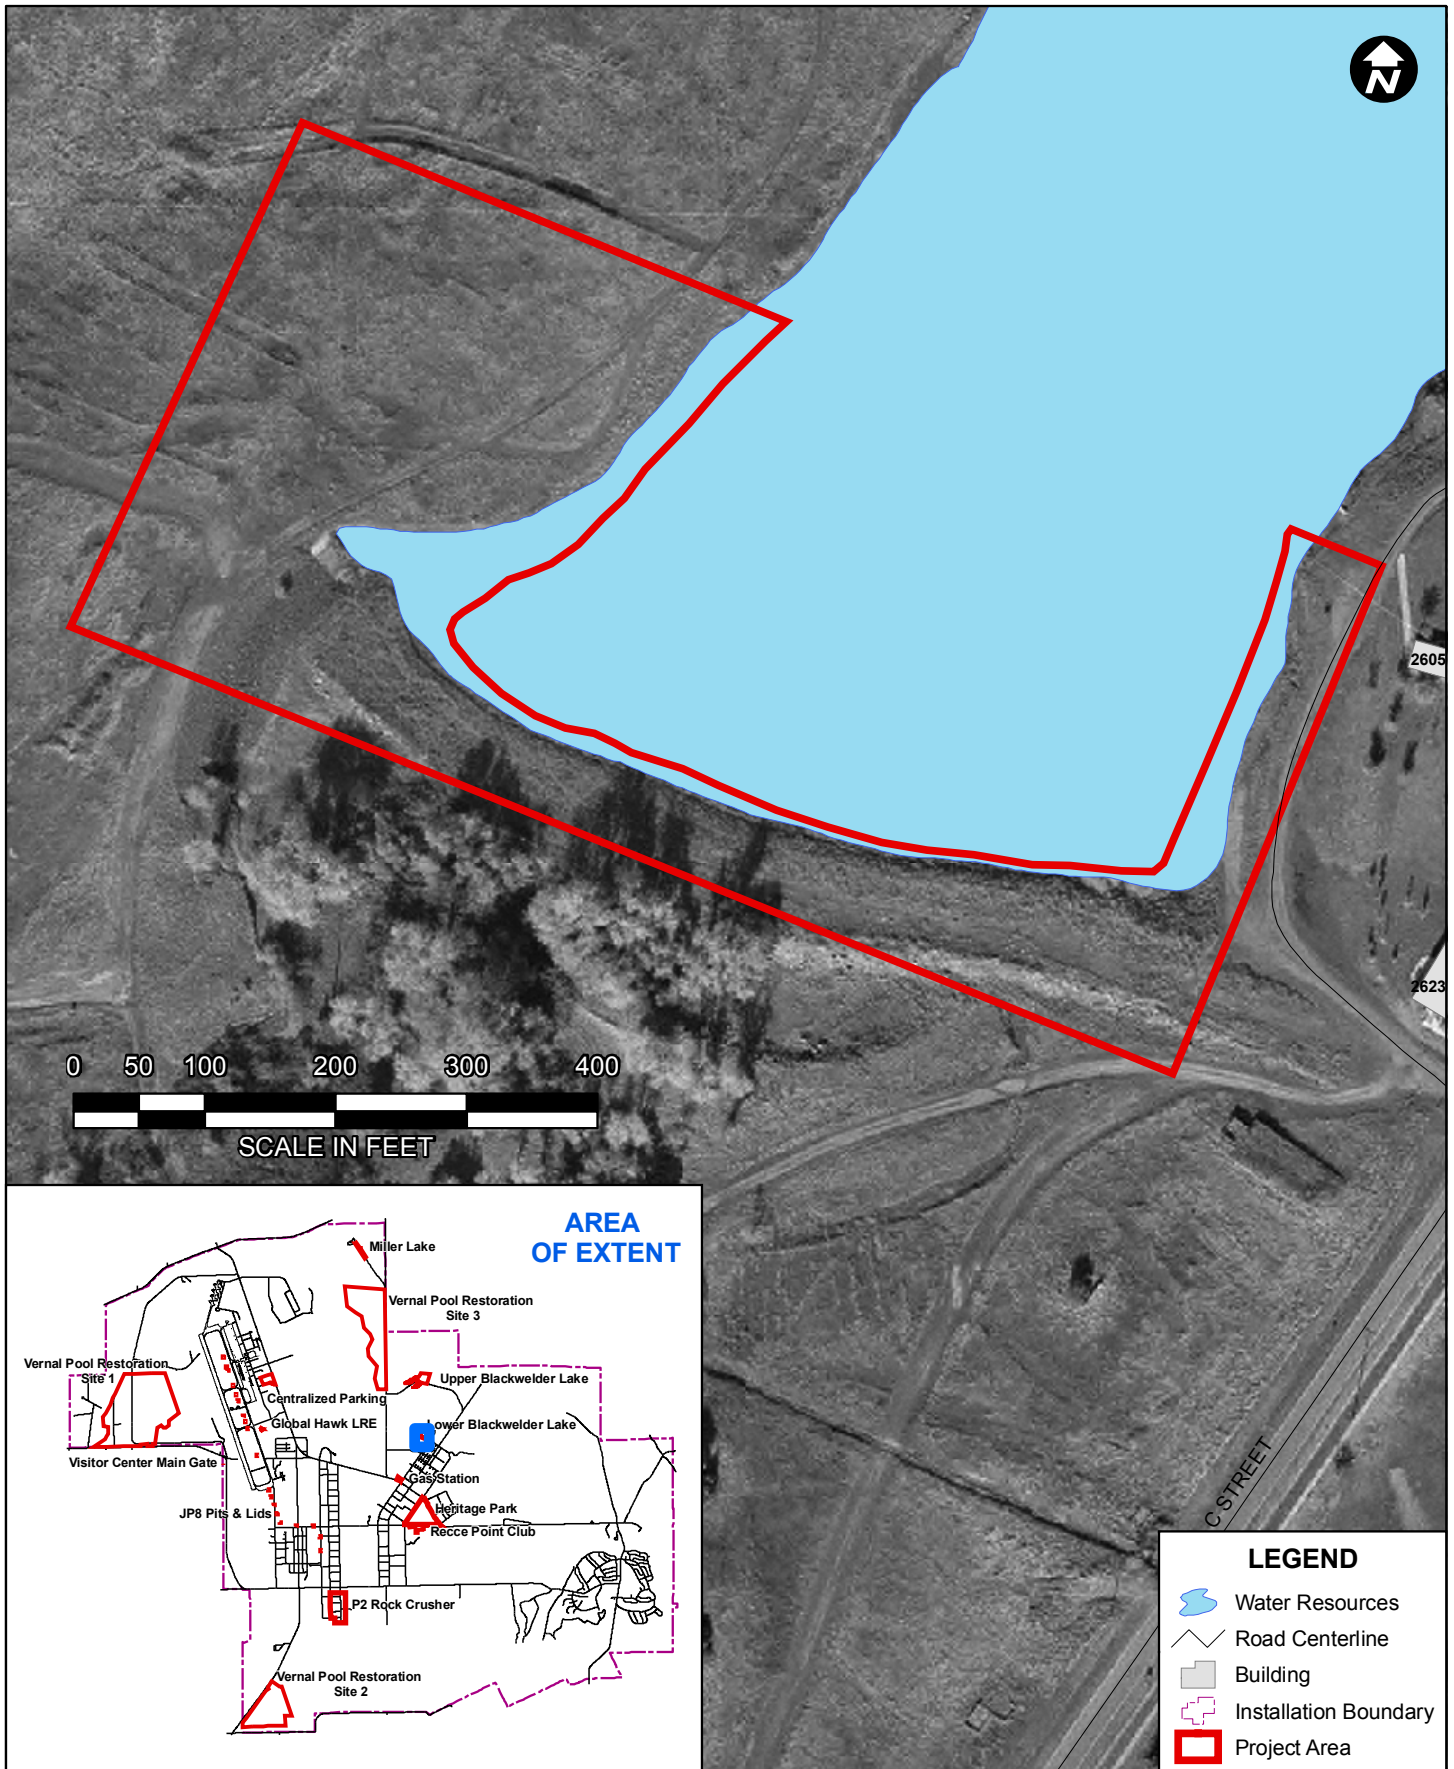 N
2605
2623
0 50 100 200 300 400
SCALE IN FEET
C STREET
AREA
OF EXTENT
Miller Lake
Vernal Pool Restoration
Site 3
Vernal Pool Restoration
Site 1
Upper Blackwelder Lake
Centralized Parking
Global Hawk LRE
Lower Blackwelder Lake
Visitor Center Main Gate
Gas Station
JP8 Pits & Lids
Heritage Park
Recce Point Club
P2 Rock Crusher
Vernal Pool Restoration
Site 2
LEGEND
Water Resources
Road Centerline
Building
Installation Boundary
Project Area